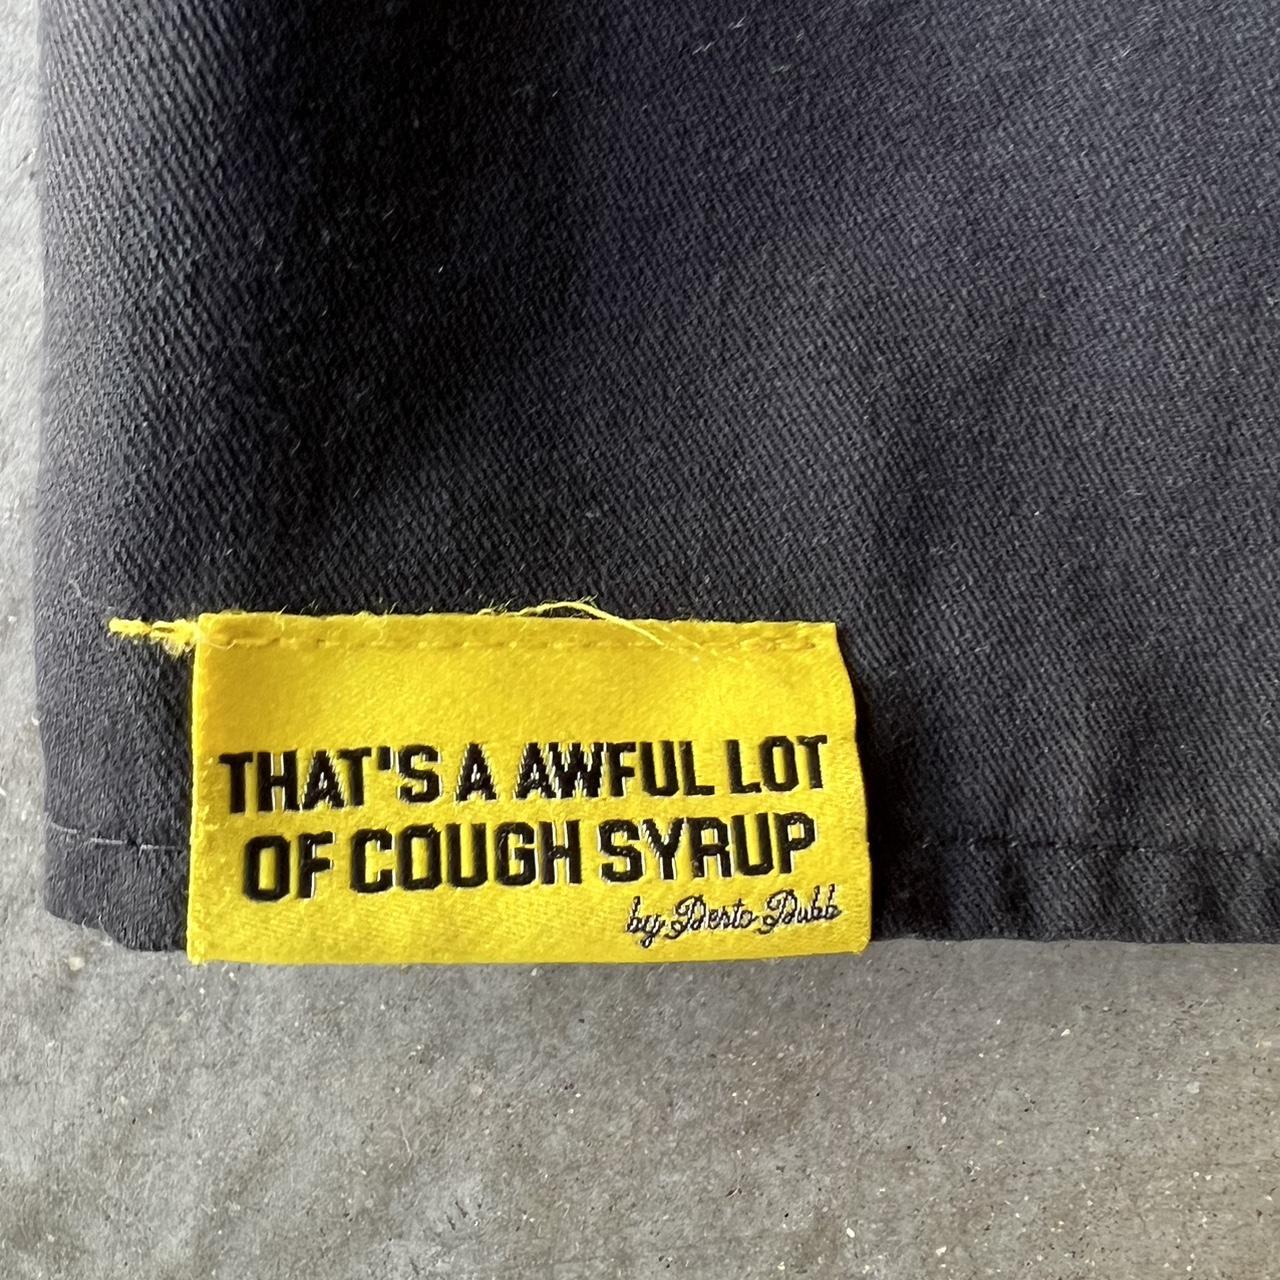 THAT'S A AWFUL LOT
OF COUGH SYRUP
by Desto Dubb